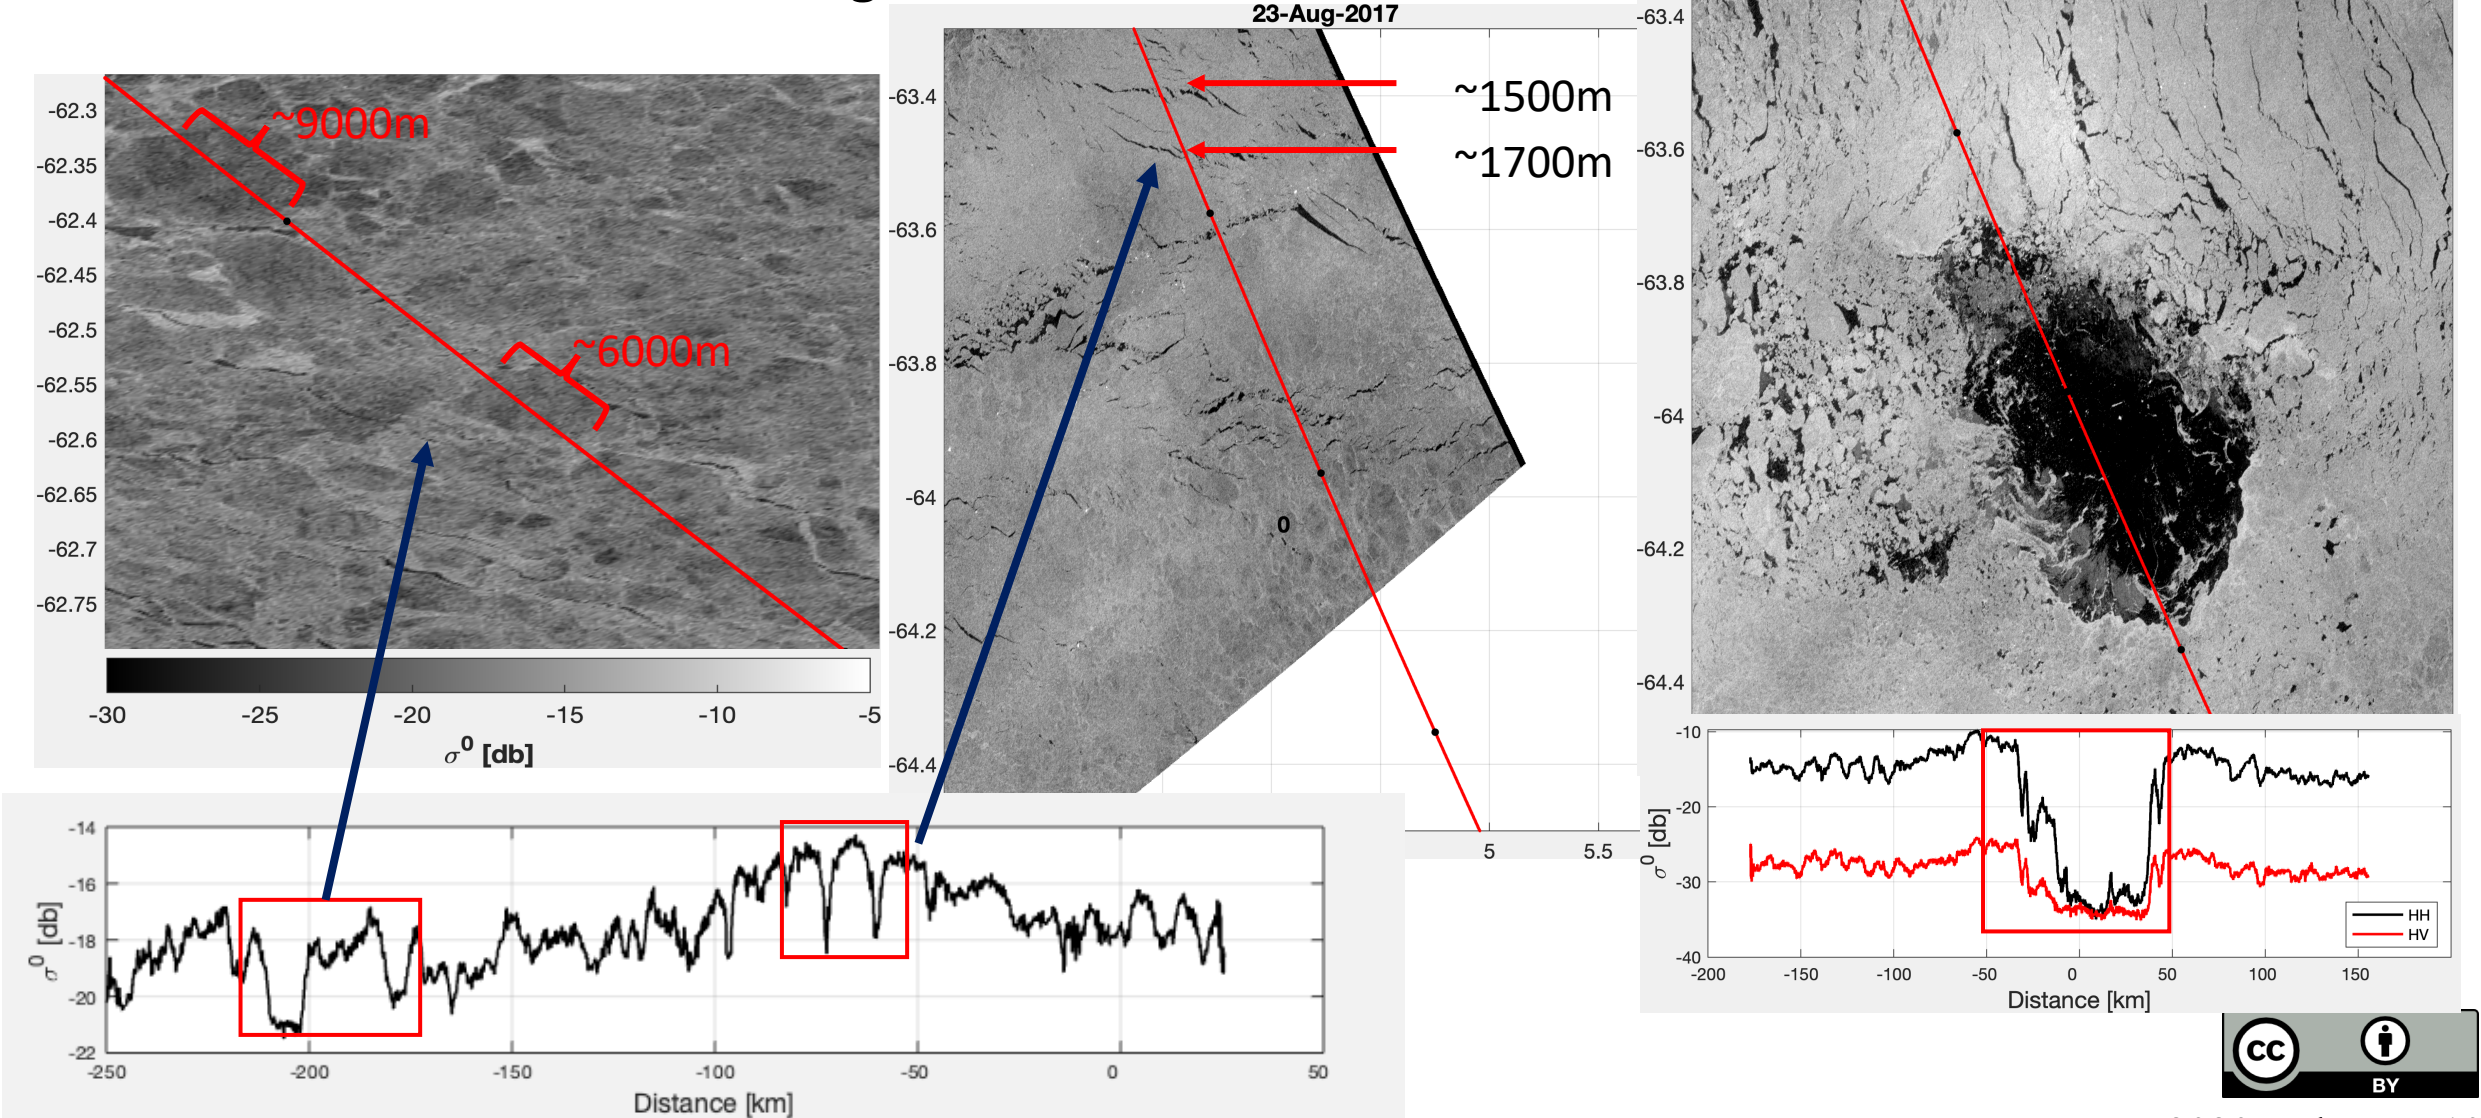 23-Aug-2017
-62.3
-62.35
-62.4
-62.45
-62.5
-62.55
-62.6
-62.65
-62.7
-62.75
~9000m
~6000m
-30 -25 -20 -15 -10 -5
σ0 [db]
-63.4
-63.6
-63.8
-64
-64.2
-64.4
~1500m
~1700m
0
5 5.5
-63.4
-63.6
-63.8
-64
-64.2
-64.4
-14
-16
-18
-20
-22
σ0 [db]
-250 -200 -150 -100 -50 0 50
Distance [km]
-10
-20
-30
-40
σ0 [db]
HH
HV
-200 -150 -100 -50 0 50 100 150
Distance [km]
cc
BY